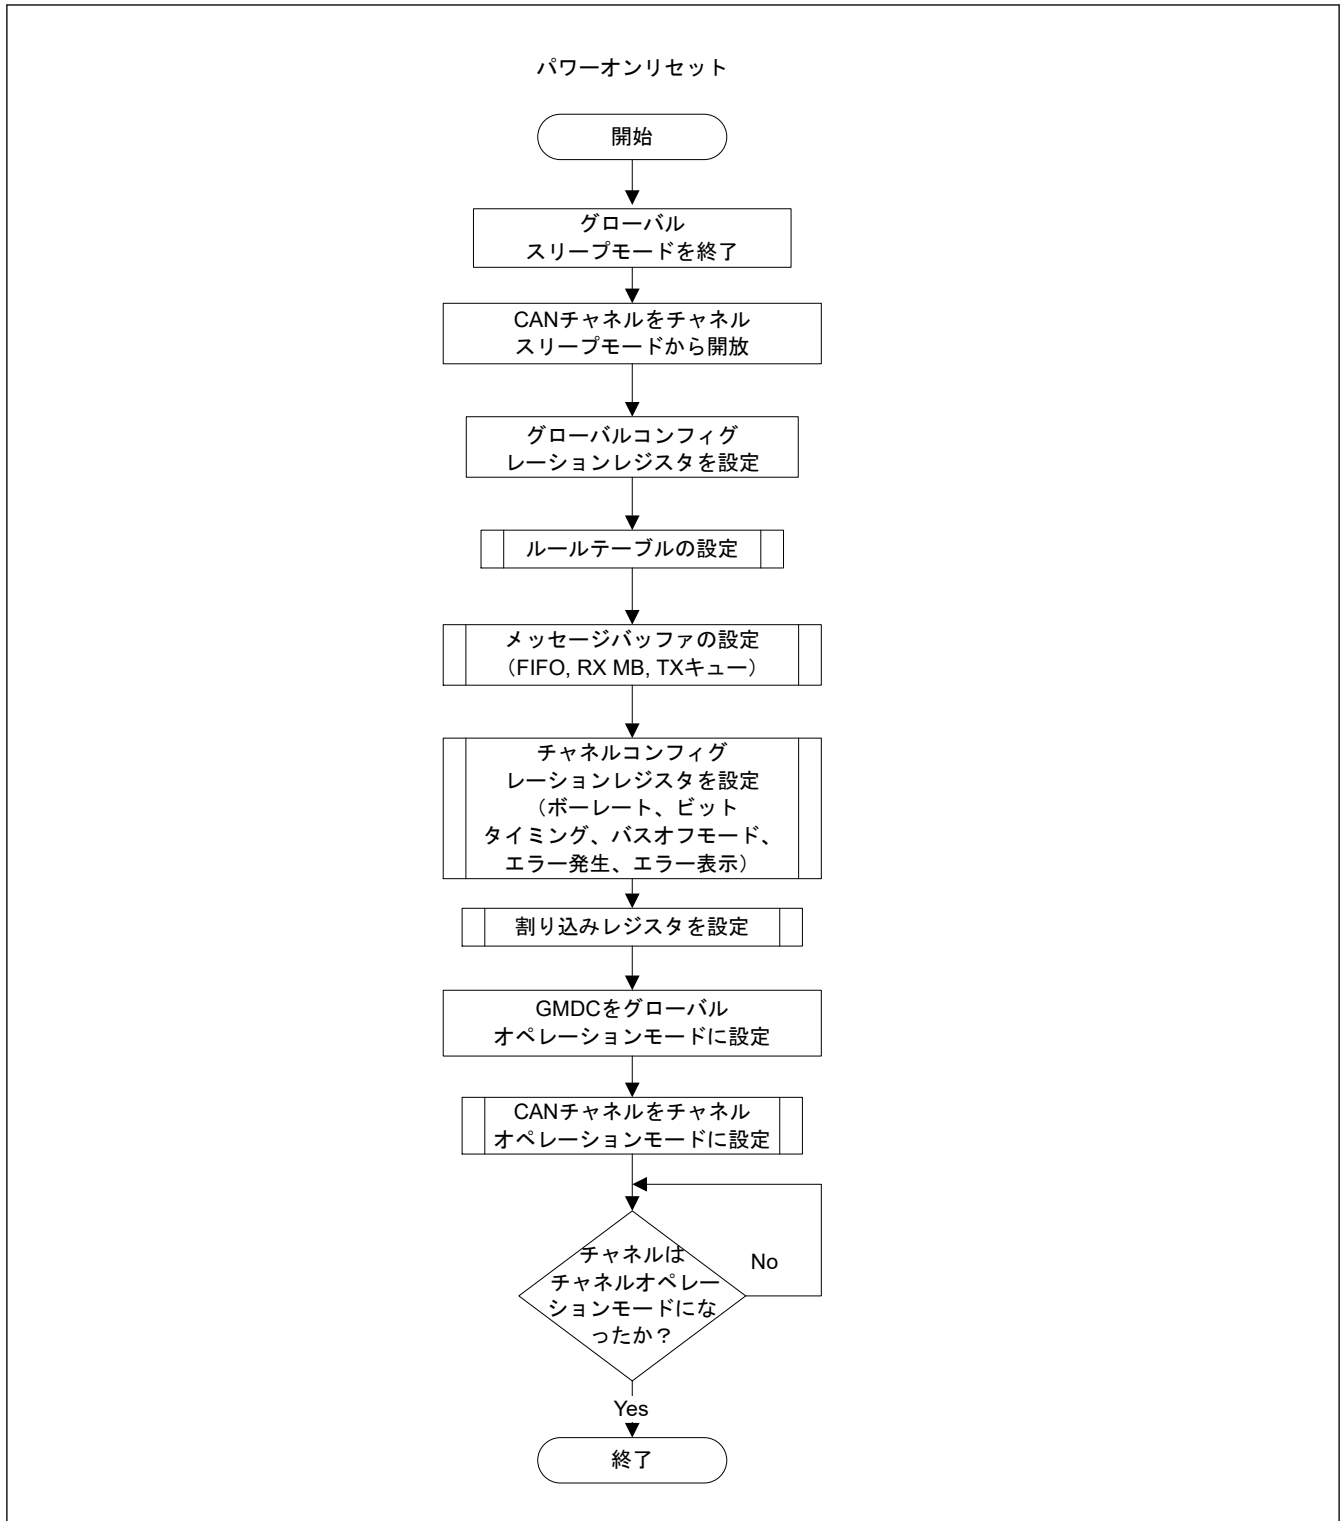 パワーオンリセット
開始
グローバル
スリープモードを終了
CANチャネルをチャネル
スリープモードから開放
グローバルコンフィグ
レーションレジスタを設定
ルールテーブルの設定
メッセージバッファの設定
（FIFO, RX MB, TXキュー）
チャネルコンフィグ
レーションレジスタを設定
（ボーレート、ビット
タイミング、バスオフモード、
エラー発生、エラー表示）
割り込みレジスタを設定
GMDCをグローバル
オペレーションモードに設定
CANチャネルをチャネル
オペレーションモードに設定
チャネルは
チャネルオペレー
ションモードにな
ったか？
No
Yes
終了